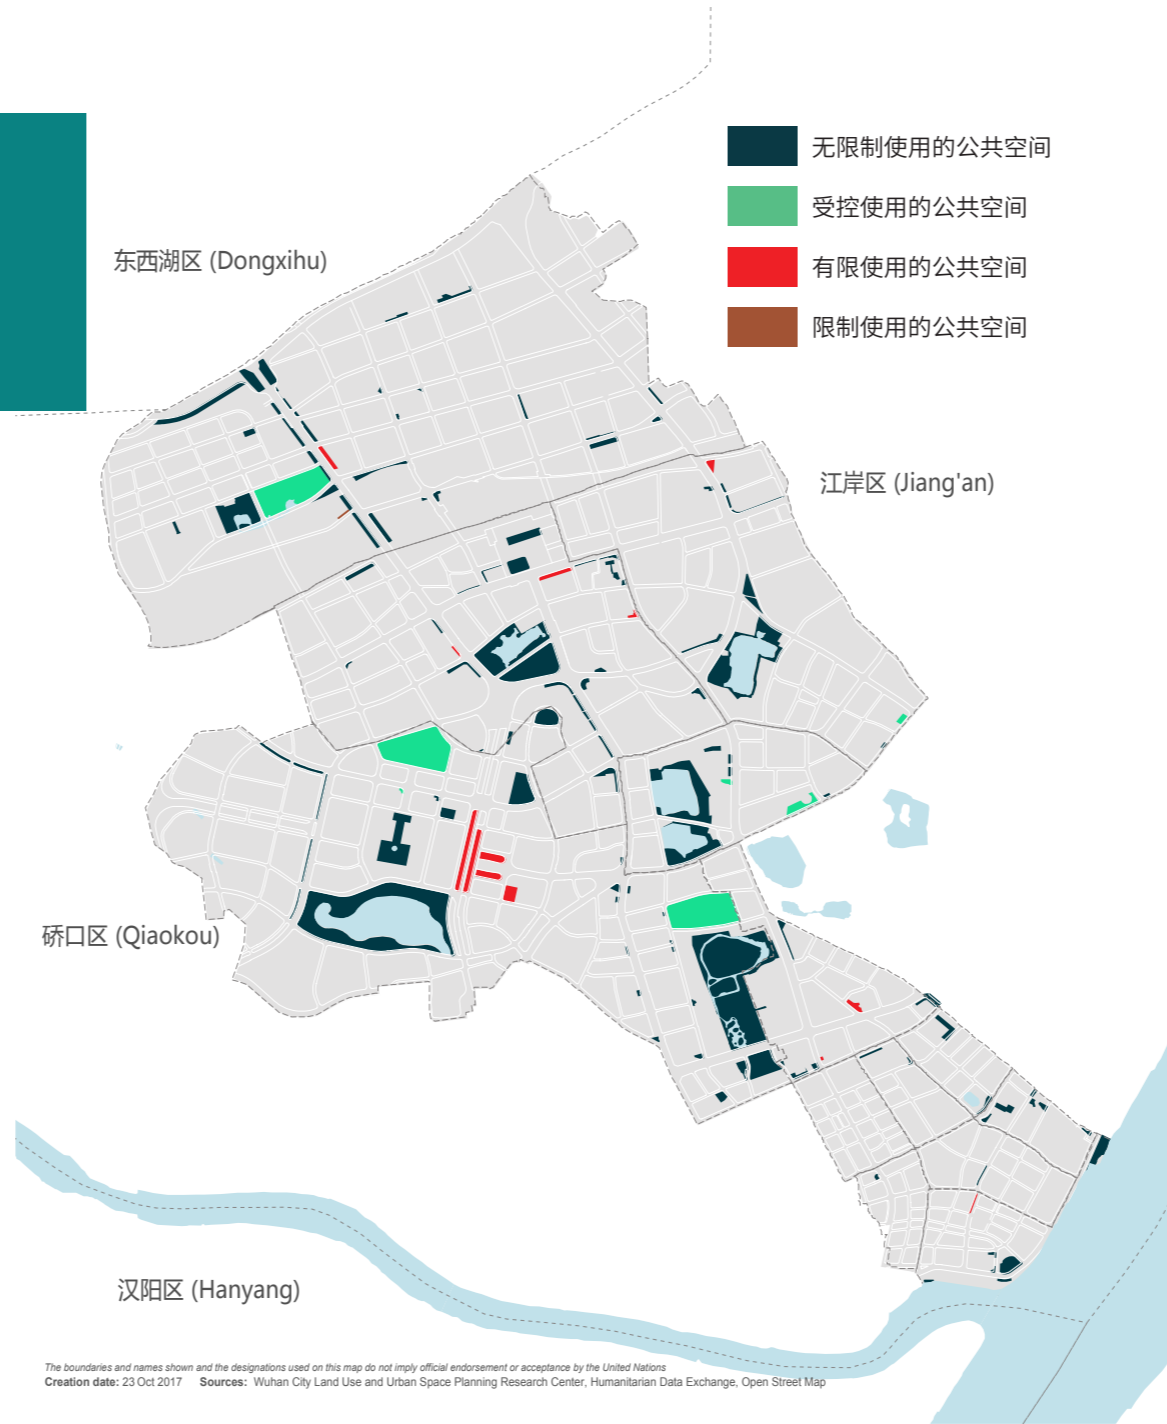 无限制使用的公共空间
受控使用的公共空间
东西湖区 (Dongxihu)
有限使用的公共空间
限制使用的公共空间
江岸区 (Jiang'an)
硚口区 (Qiaokou)
汉阳区 (Hanyang)
The boundaries and names shown and the designations used on this map do not imply official endorsement or acceptance by the United Nations
Creation date: 23 Oct 2017 Sources: Wuhan City Land Use and Urban Space Planning Research Center, Humanitarian Data Exchange, Open Street Map